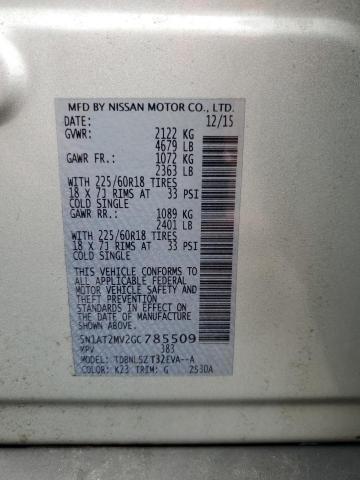 MFD BY NISSAN MOTOR CO., LTD.
DATE: 12/15
GVWR: 2122 KG
4679 LB
GAWR FR.: 1072 KG
2363 LB
WITH 225/60R18 TIRES
18 X 7J RIMS AT 33 PSI
COLD SINGLE
GAWR RR.: 1089 KG
2401 LB
WITH 225/60R18 TIRES
18 X 7J RIMS AT 33 PSI
COLD SINGLE
THIS VEHICLE CONFORMS TO
ALL APPLICABLE FEDERAL
MOTOR VEHICLE SAFETY
AND THEFT PREVENTION
STANDARDS IN EFFECT ON
THE DATE OF MANUFACTURE
SHOWN ABOVE.
5N1AT2MV2GC785509
MPV 383
MODEL: TDBNLSZ T32EVA--A
COLOR: K23 TRIM: G 2530A